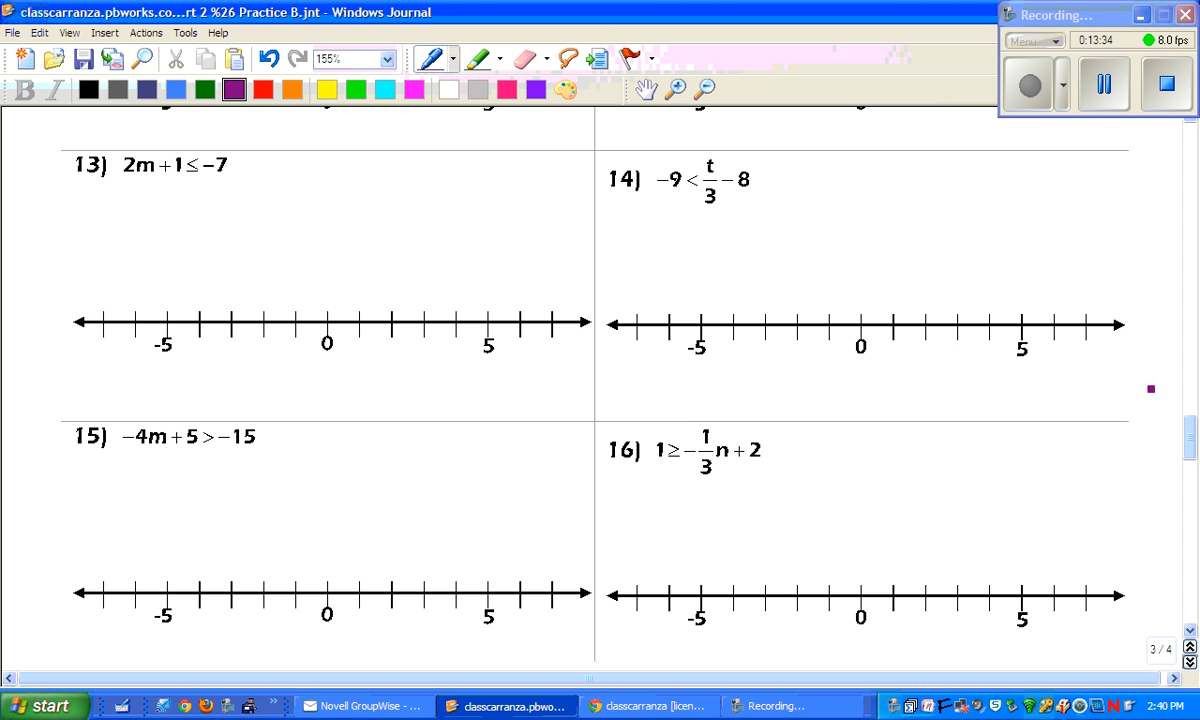 classcarranza.pbworks.co...rt 2 %26 Practice B.jnt - Windows Journal
Recording...
File Edit View Insert Actions Tools Help
Menu 0:13:34 8.0 fps
155%
B I
13) 2m + 1 ≤ -7
14) -9 < t/3 - 8
-5 0 5
-5 0 5
15) -4m + 5 > -15
16) 1 ≥ -1/3 n + 2
-5 0 5
-5 0 5
3 / 4
start Novell GroupWise - ... classcarranza.pbwo... classcarranza [licen... Recording... 2:40 PM